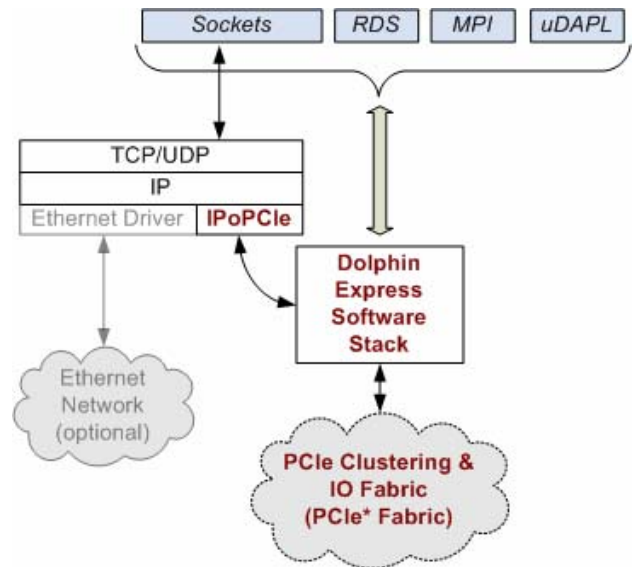 Sockets
RDS
MPI
uDAPL
TCP/UDP
IP
Ethernet Driver
IPoPCIe
Dolphin
Express
Software
Stack
Ethernet
Network
(optional)
PCIe Clustering &
IO Fabric
(PCIe* Fabric)